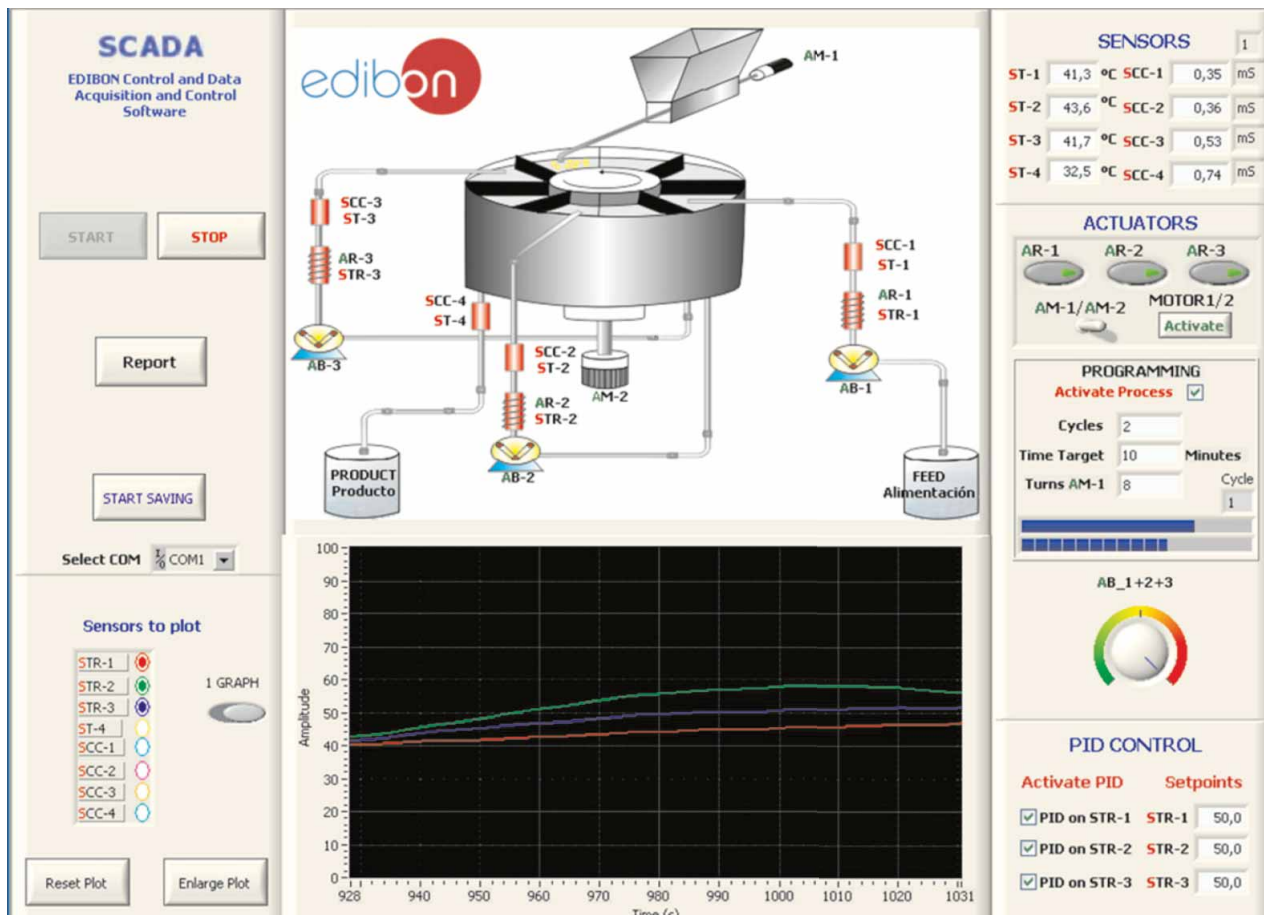 SCADA
EDIBON Control and Data
Acquisition and Control
Software
START
STOP
Report
START SAVING
Select COM
COM1
Sensors to plot
STR-1
STR-2
STR-3
ST-4
SCC-1
SCC-2
SCC-3
SCC-4
1 GRAPH
Reset Plot
Enlarge Plot
edibon
AM-1
SCC-3
ST-3
AR-3
STR-3
AB-3
SCC-4
ST-4
SCC-2
ST-2
AR-2
STR-2
AB-2
AM-2
SCC-1
ST-1
AR-1
STR-1
AB-1
PRODUCT
Producto
FEED
Alimentación
Amplitude
100
90
80
70
60
50
40
30
20
10
0
928 940 950 960 970 980 990 1000 1010 1020 1031
Time (s)
SENSORS 1
ST-1 41,3 ºC SCC-1 0,35 mS
ST-2 43,6 ºC SCC-2 0,36 mS
ST-3 41,7 ºC SCC-3 0,53 mS
ST-4 32,5 ºC SCC-4 0,74 mS
ACTUATORS
AR-1 AR-2 AR-3
AM-1/AM-2 MOTOR1/2
Activate
PROGRAMMING
Activate Process
Cycles 2
Time Target 10 Minutes
Turns AM-1 8 Cycle
1
AB_1+2+3
PID CONTROL
Activate PID Setpoints
PID on STR-1 STR-1 50,0
PID on STR-2 STR-2 50,0
PID on STR-3 STR-3 50,0